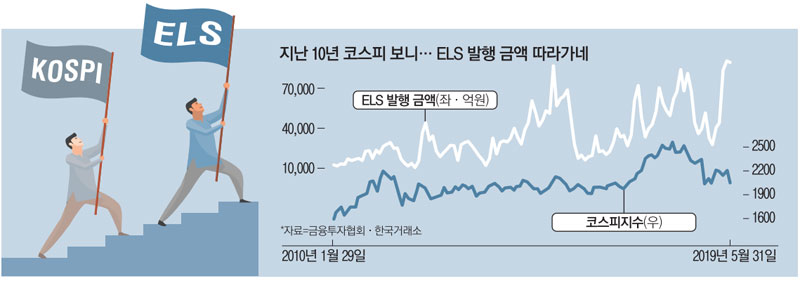 ELS
KOSPI
지난 10년 코스피 보니… ELS 발행 금액 따라가네
70,000
40,000
10,000
ELS 발행 금액(좌·억원)
2500
2200
1900
1600
코스피지수(우)
*자료=금융투자협회·한국거래소
2010년 1월 29일
2019년 5월 31일